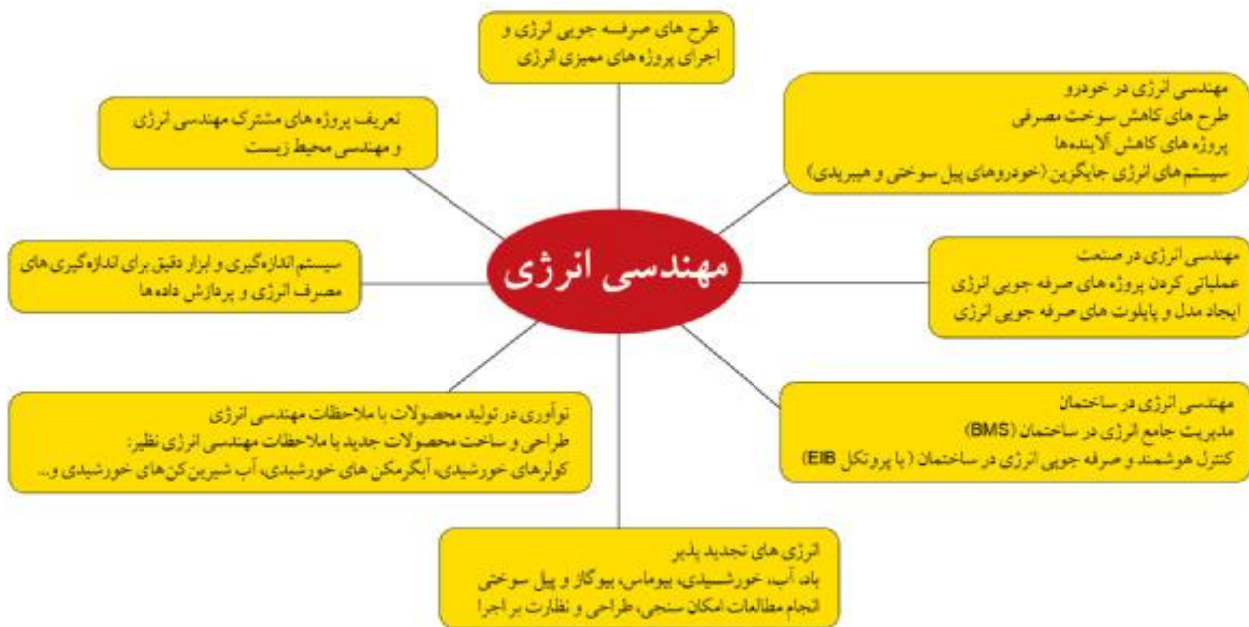 طرح های صرفه جویی انرژی و
اجرای پروژه های ممیزی انرژی
مهندسی انرژی در خودرو
طرح های کاهش سوخت مصرفی
پروژه های کاهش آلاینده‌ها
سیستم‌های انرژی جایگزین (خودروهای پیل سوختی و هیبریدی)
تعریف پروژه های مشترک مهندسی انرژی
و مهندسی محیط زیست
مهندسی انرژی
مهندسی انرژی در صنعت
عملیاتی کردن پروژه های صرفه جویی انرژی
ایجاد مدل و پایلوت های صرفه جویی انرژی
سیستم اندازه‌گیری و ابزار دقیق برای اندازه‌گیری های
مصرف انرژی و پردازش داده‌ها
مهندسی انرژی در ساختمان
مدیریت جامع انرژی در ساختمان (BMS)
کنترل هوشمند و صرفه جویی انرژی در ساختمان ( با پروتکل EIB)
نوآوری در تولید محصولات با ملاحظات مهندسی انرژی
طراحی و ساخت محصولات جدید با ملاحظات مهندسی انرژی نظیر:
کولرهای خورشیدی، آبگرمکن های خورشیدی، آب شیرین‌کن‌های خورشیدی و...
انرژی های تجدید پذیر
باد، آب، خورشیدی، بیوماس، بیوگاز و پیل سوختی
انجام مطالعات امکان سنجی، طراحی و نظارت بر اجرا